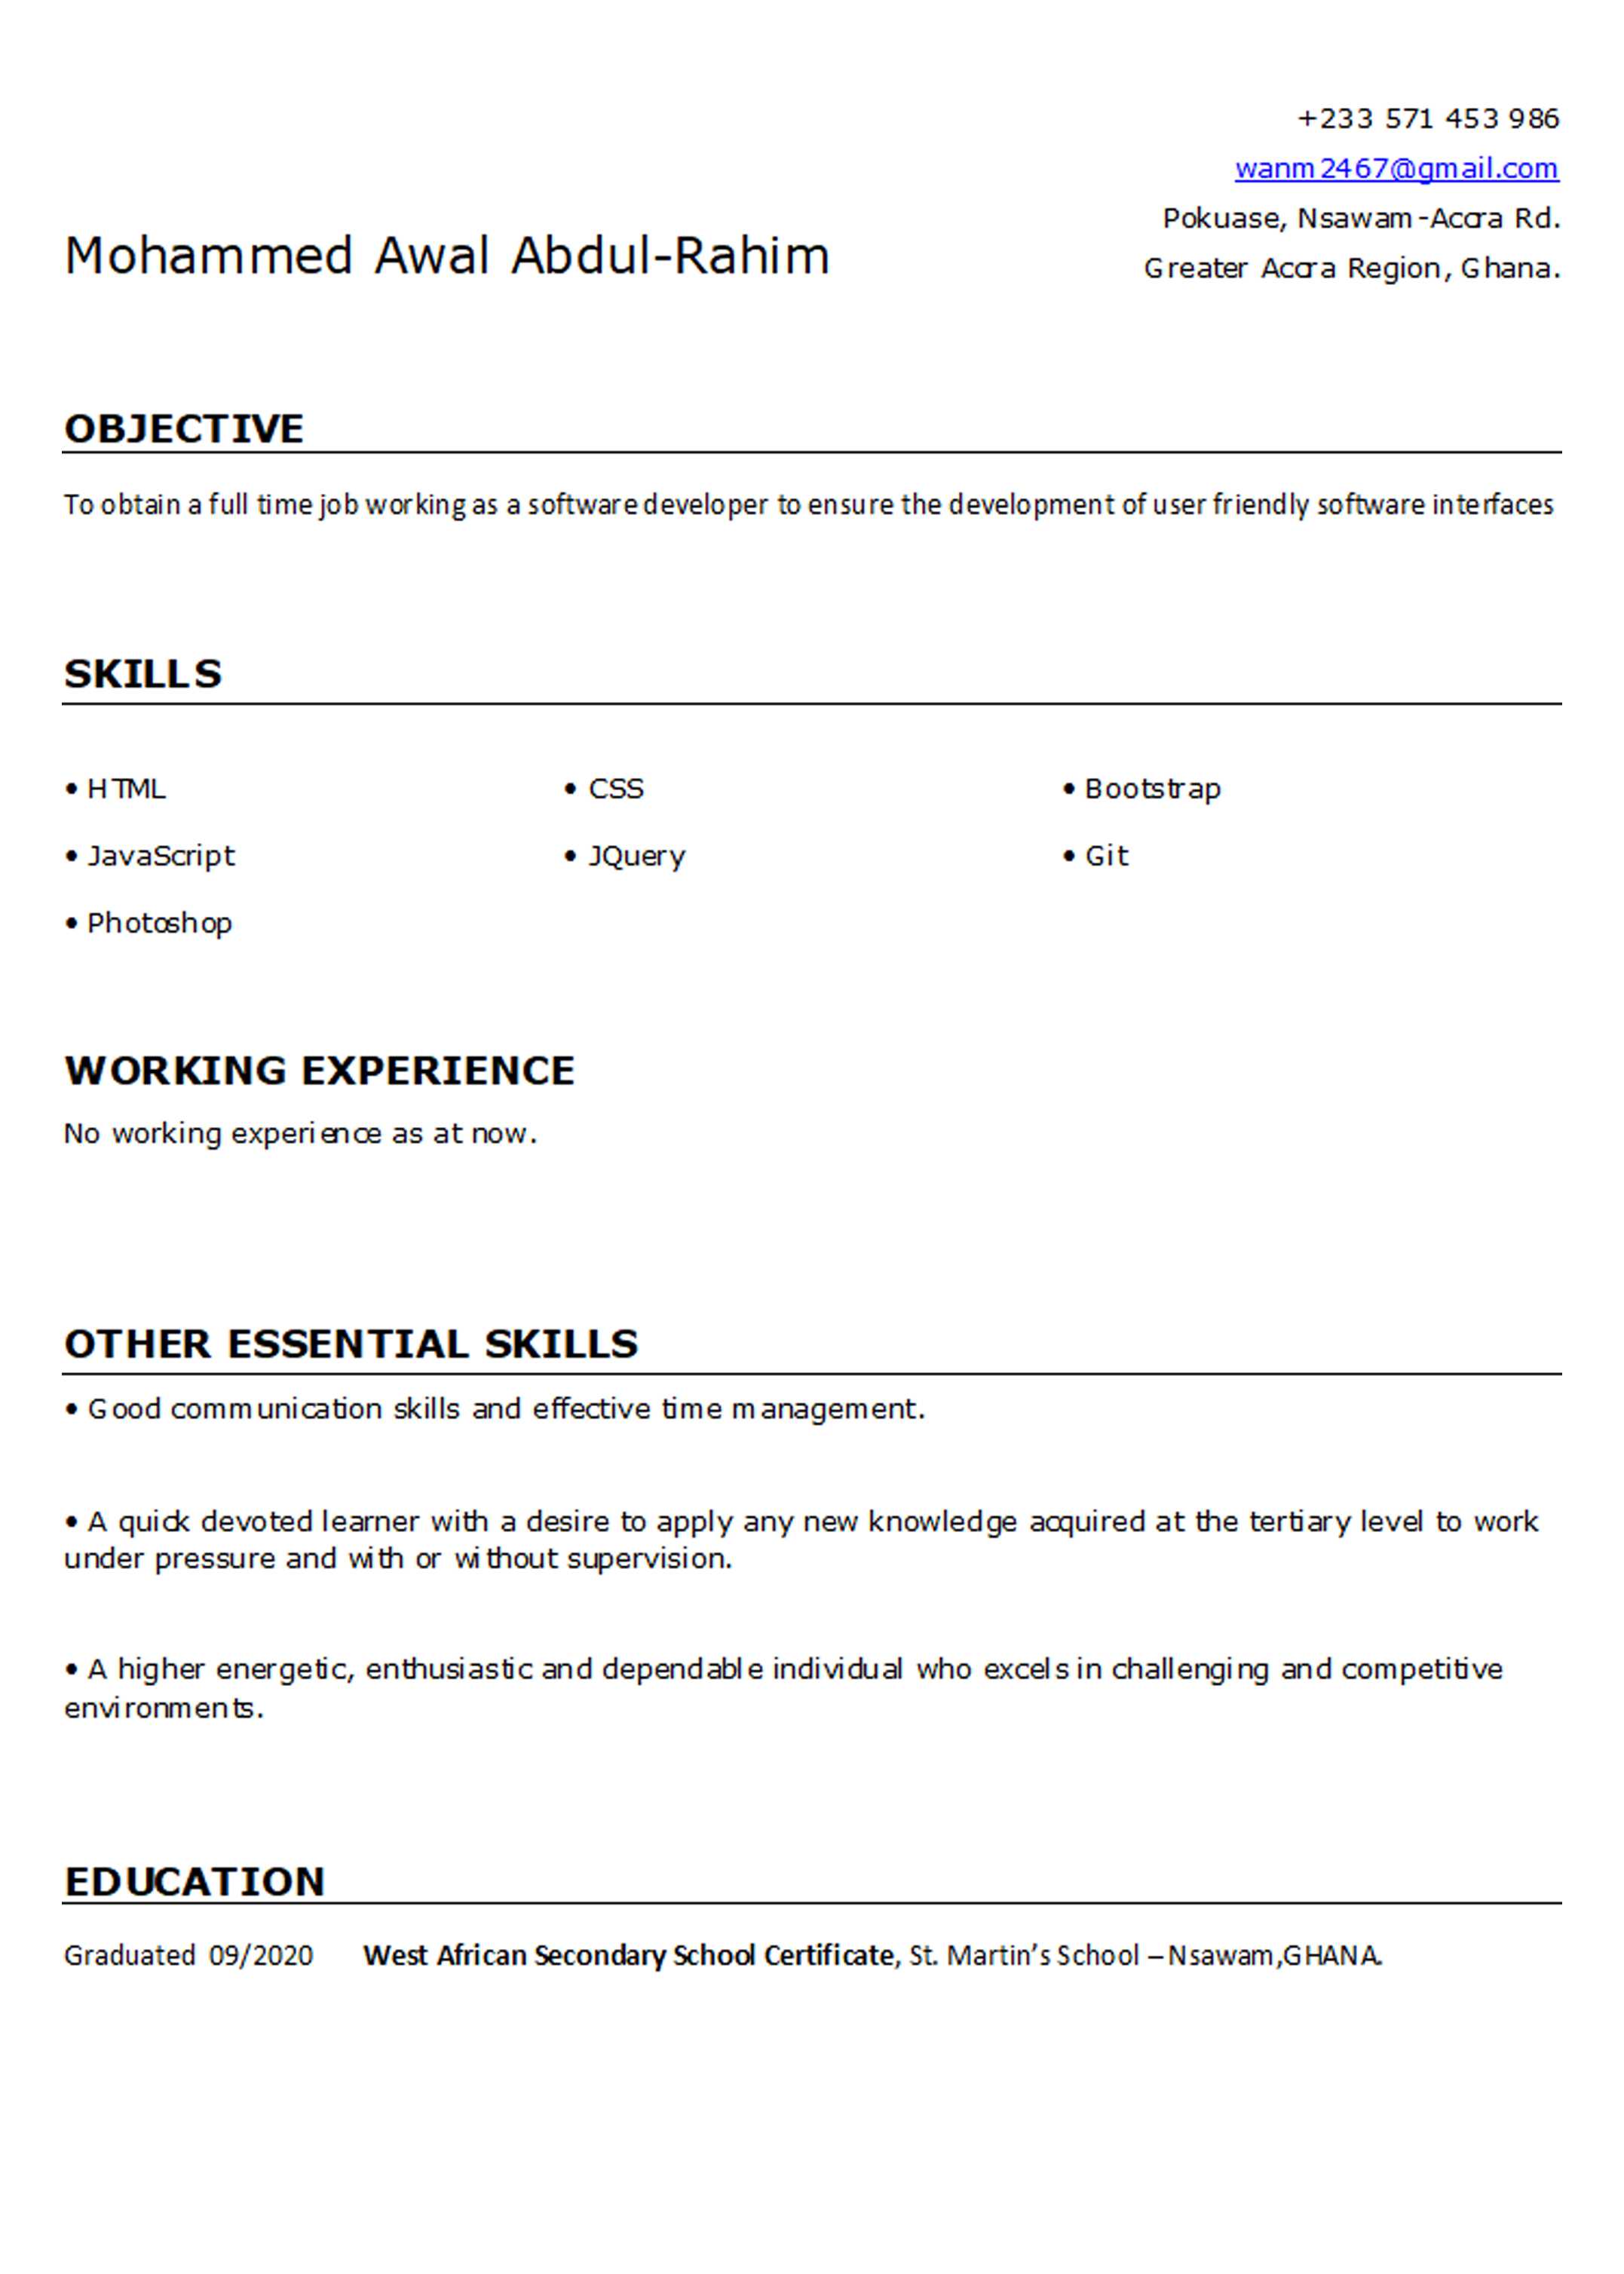 +233 571 453 986
wanm2467@gmail.com
Pokuase, Nsawam-Accra Rd.
Mohammed Awal Abdul-Rahim
Greater Accra Region, Ghana.
OBJECTIVE
To obtain a full time job working as a software developer to ensure the development of user friendly software interfaces
SKILLS
• HTML • CSS • Bootstrap
• JavaScript • JQuery • Git
• Photoshop
WORKING EXPERIENCE
No working experience as at now.
OTHER ESSENTIAL SKILLS
• Good communication skills and effective time management.
• A quick devoted learner with a desire to apply any new knowledge acquired at the tertiary level to work
under pressure and with or without supervision.
• A higher energetic, enthusiastic and dependable individual who excels in challenging and competitive
environments.
EDUCATION
Graduated 09/2020 West African Secondary School Certificate, St. Martin’s School – Nsawam,GHANA.